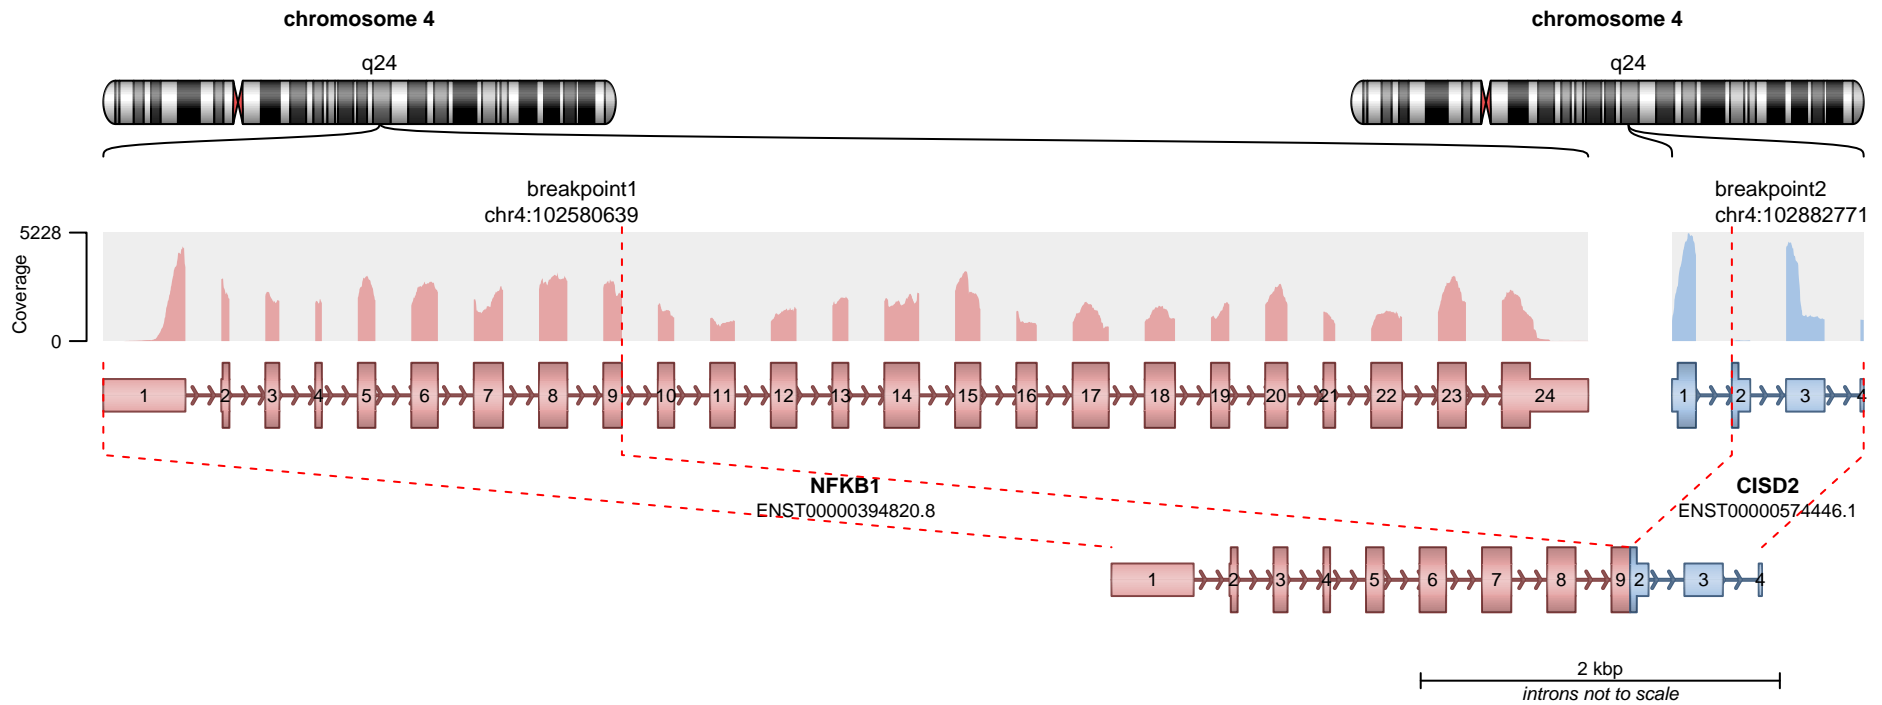 chromosome 4 chromosome 4
q24 q24
breakpoint1 breakpoint2
chr4:102580639 chr4:102882771
5228
Coverage
0
1 2 3 4 5 6 7 8 9 10 11 12 13 14 15 16 17 18 19 20 21 22 23 24 1 2 3 4
NFKB1 CISD2
ENST00000394820.8 ENST00000574446.1
1 2 3 4 5 6 7 8 9 2 3 4
2 kbp
introns not to scale